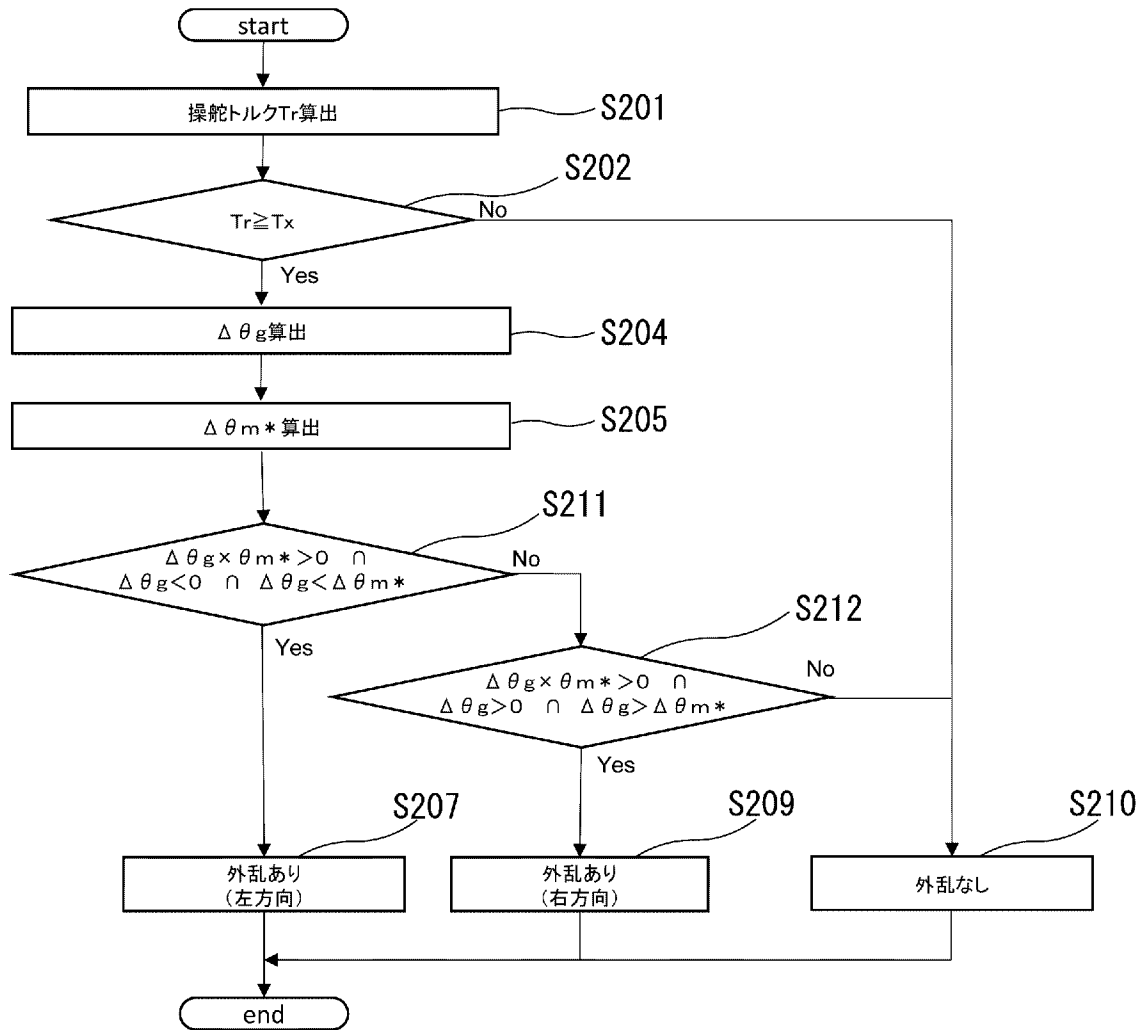 start
操舵トルクTr算出
S201
S202
Tr≧Tx
No
Yes
Δθg算出
S204
Δθm*算出
S205
S211
Δθg×θm*>0 ∩
Δθg<0 ∩ Δθg<Δθm*
No
Yes
S212
Δθg×θm*>0 ∩
Δθg>0 ∩ Δθg>Δθm*
No
Yes
S207
外乱あり
(左方向)
S209
外乱あり
(右方向)
S210
外乱なし
end